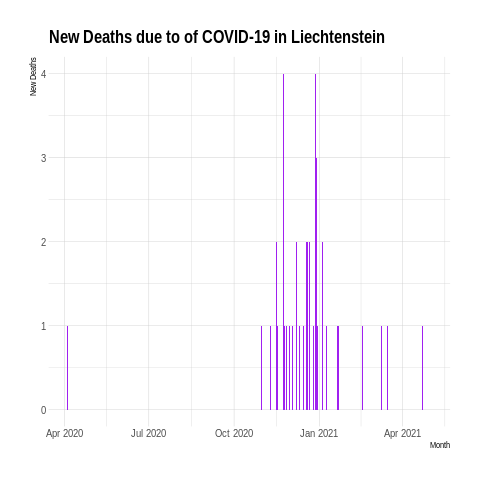 New Deaths due to of COVID-19 in Liechtenstein
New Deaths
4
3
2
1
0
Apr 2020 Jul 2020 Oct 2020 Jan 2021 Apr 2021
Month